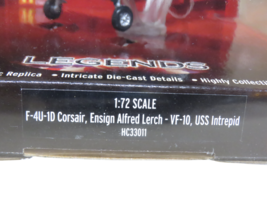 LEGENDS
Replica • Intricate Die-Cast Details • Highly
1:72 SCALE
F-4U-1D Corsair, Ensign Alfred Lerch - VF-10, USS Intrepid
HC33011